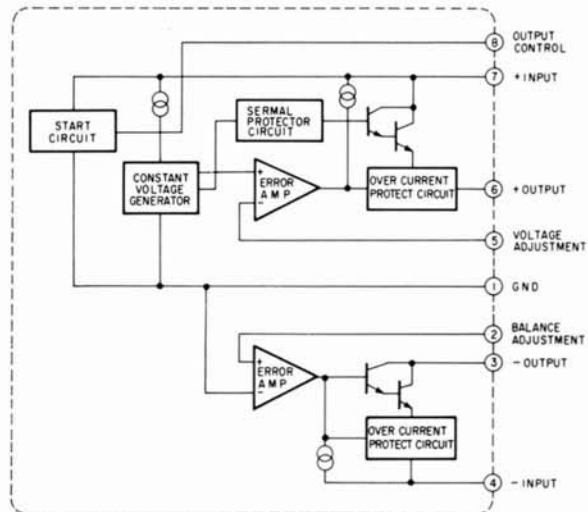 8 OUTPUT
CONTROL
7 + INPUT
START
CIRCUIT
SERMAL
PROTECTOR
CIRCUIT
CONSTANT
VOLTAGE
GENERATOR
+
ERROR
AMP
-
OVER CURRENT
PROTECT CIRCUIT
6 + OUTPUT
5 VOLTAGE
ADJUSTMENT
1 GND
2 BALANCE
ADJUSTMENT
3 - OUTPUT
+
ERROR
AMP
-
OVER CURRENT
PROTECT CIRCUIT
4 - INPUT